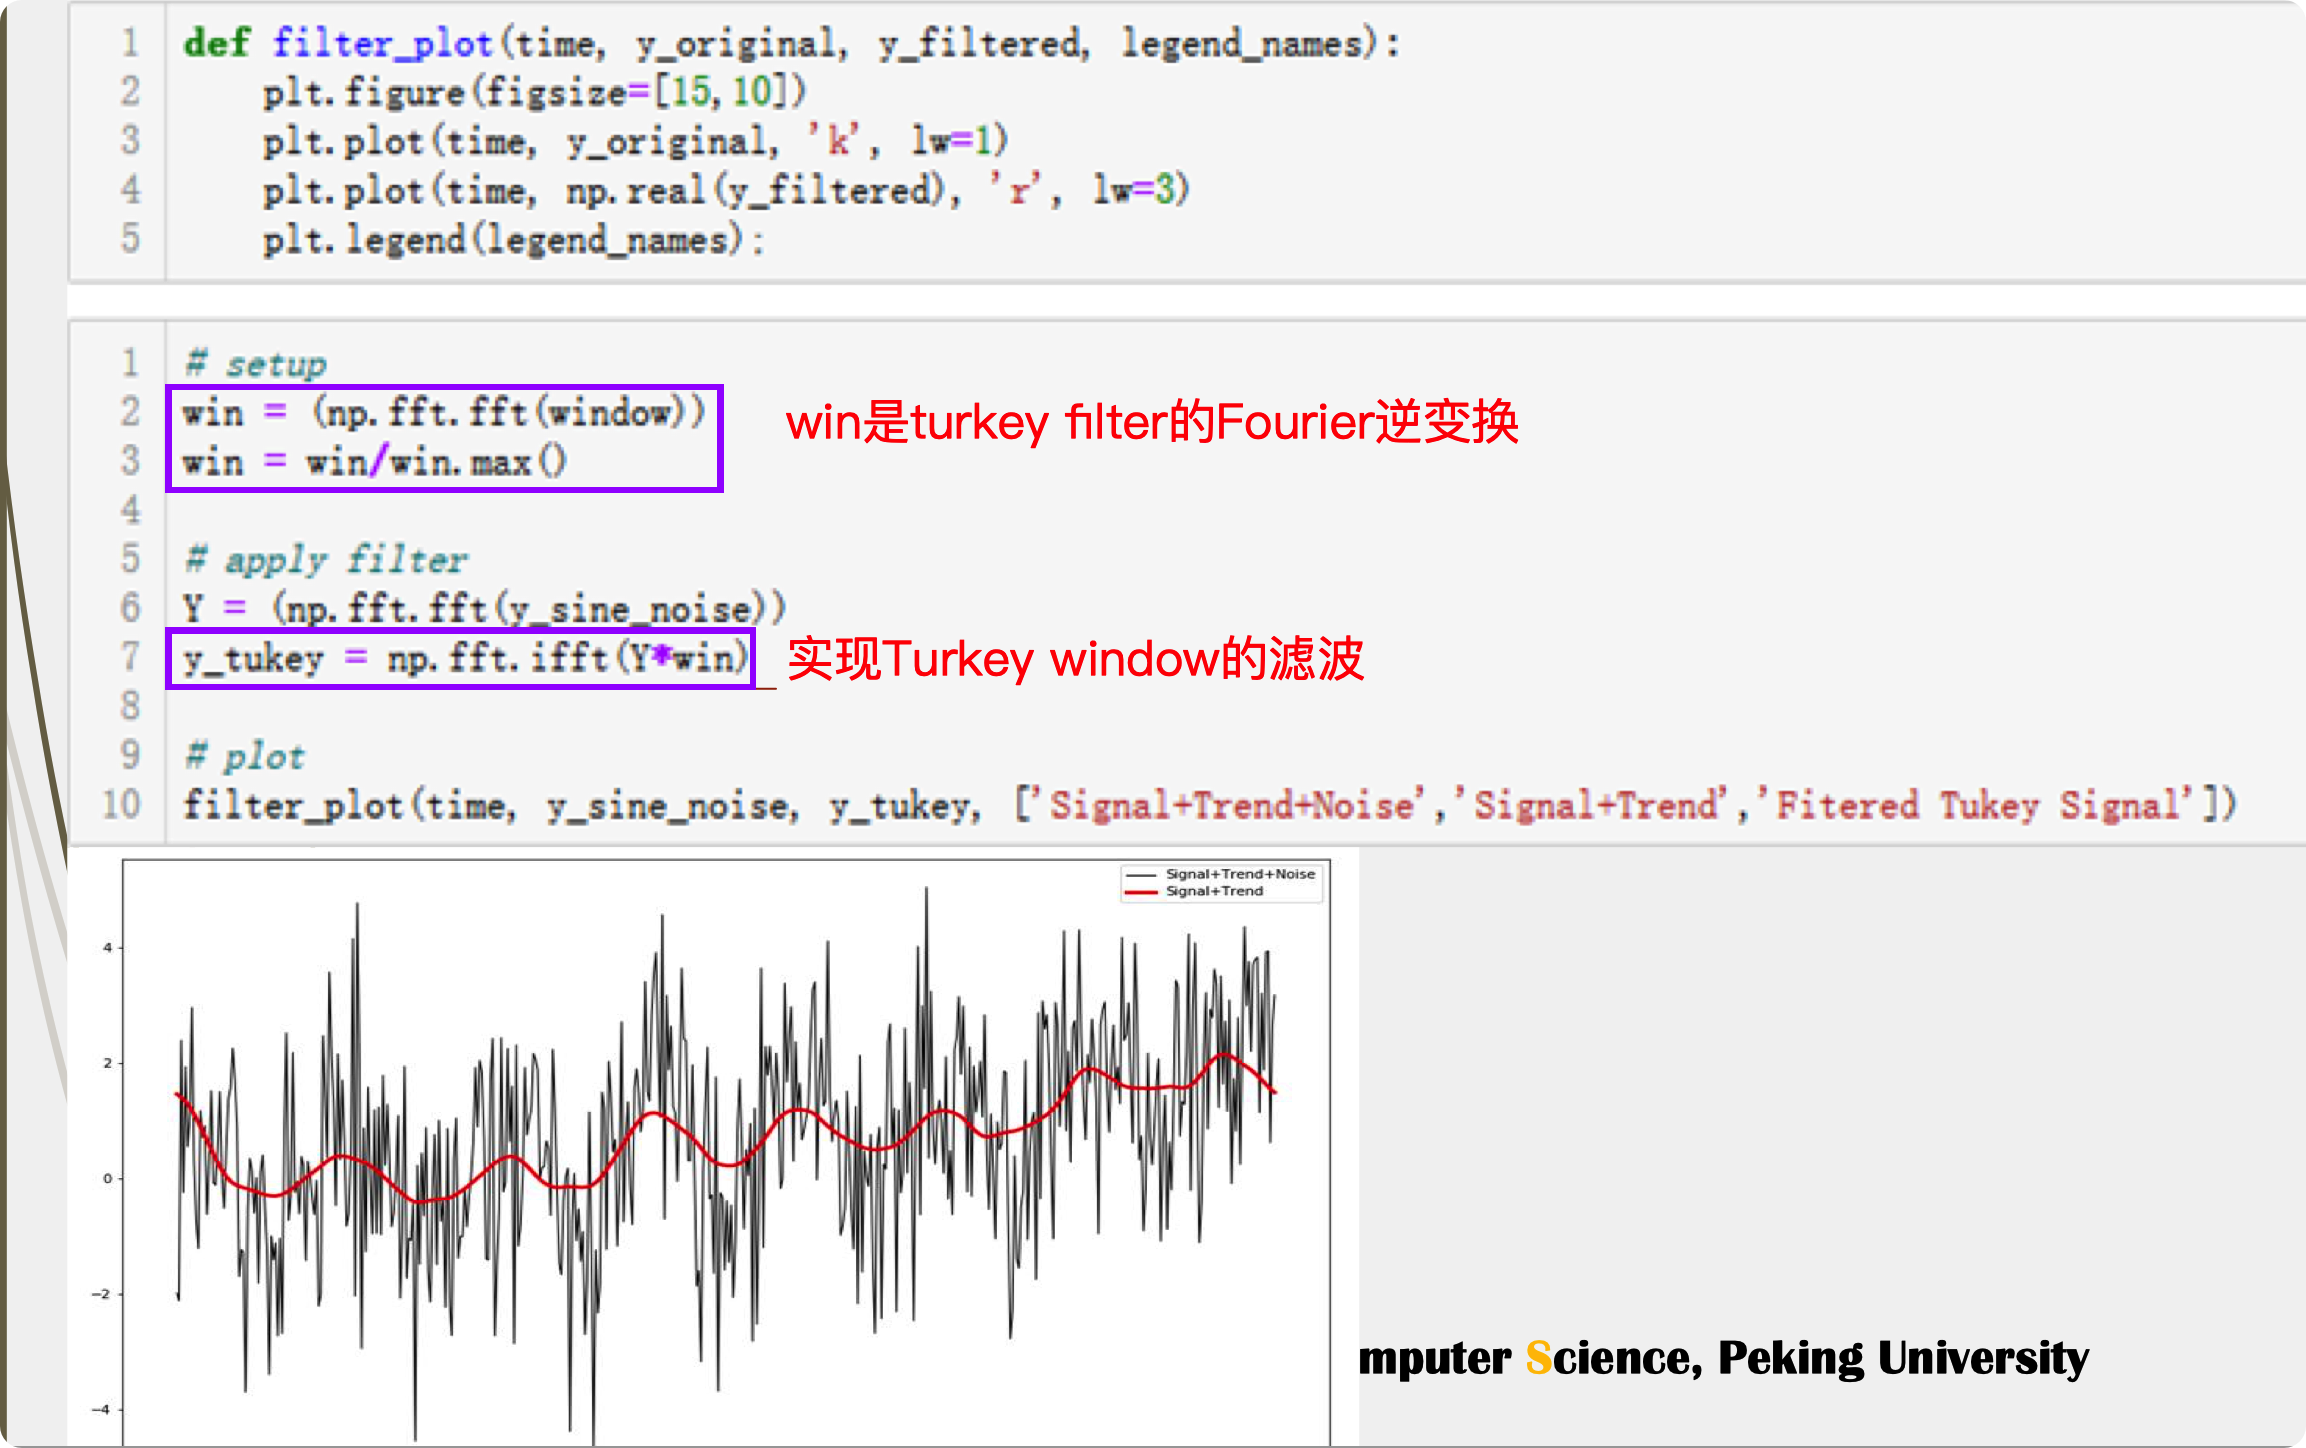 1 def filter_plot(time, y_original, y_filtered, legend_names):
2 plt.figure(figsize=[15,10])
3 plt.plot(time, y_original, 'k', lw=1)
4 plt.plot(time, np.real(y_filtered), 'r', lw=3)
5 plt.legend(legend_names);
1 # setup
2 win = (np.fft.fft(window))
win是turkey filter的Fourier逆变换
3 win = win/win.max()
4
5 # apply filter
6 Y = (np.fft.fft(y_sine_noise))
7 y_tukey = np.fft.ifft(Y*win)
实现Turkey window的滤波
8
9 # plot
10 filter_plot(time, y_sine_noise, y_tukey, ['Signal+Trend+Noise','Signal+Trend','Fitered Tukey Signal'])
Signal+Trend+Noise
Signal+Trend
4
2
0
−2
−4
mputer Science, Peking University